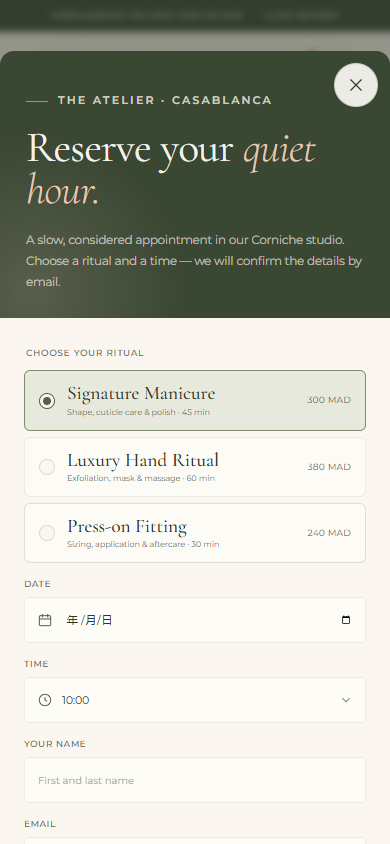 THE ATELIER · CASABLANCA
Reserve your quiet
hour.
A slow, considered appointment in our Corniche studio.
Choose a ritual and a time — we will confirm the details by
email.
CHOOSE YOUR RITUAL
Signature Manicure
300 MAD
Shape, cuticle care & polish · 45 min
Luxury Hand Ritual
380 MAD
Exfoliation, mask & massage · 60 min
Press-on Fitting
240 MAD
Sizing, application & aftercare · 30 min
DATE
年 /月/日
TIME
10:00
YOUR NAME
First and last name
EMAIL